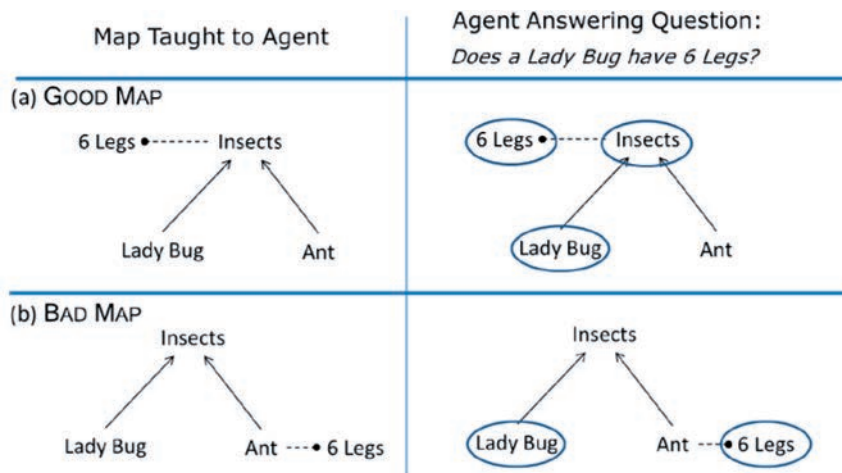 Map Taught to Agent
Agent Answering Question:
Does a Lady Bug have 6 Legs?
(a) GOOD MAP
6 Legs Insects
Lady Bug Ant
6 Legs Insects
Lady Bug Ant
(b) BAD MAP
Insects
Lady Bug Ant 6 Legs
Insects
Lady Bug Ant 6 Legs